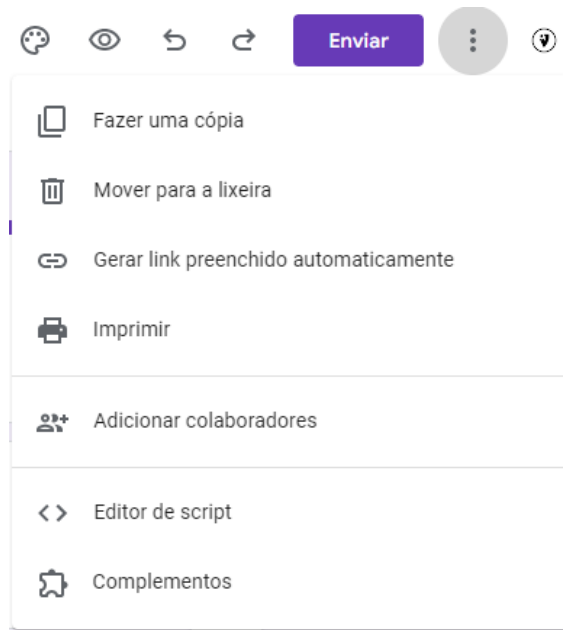 Enviar
Fazer uma cópia
Mover para a lixeira
Gerar link preenchido automaticamente
Imprimir
Adicionar colaboradores
Editor de script
Complementos